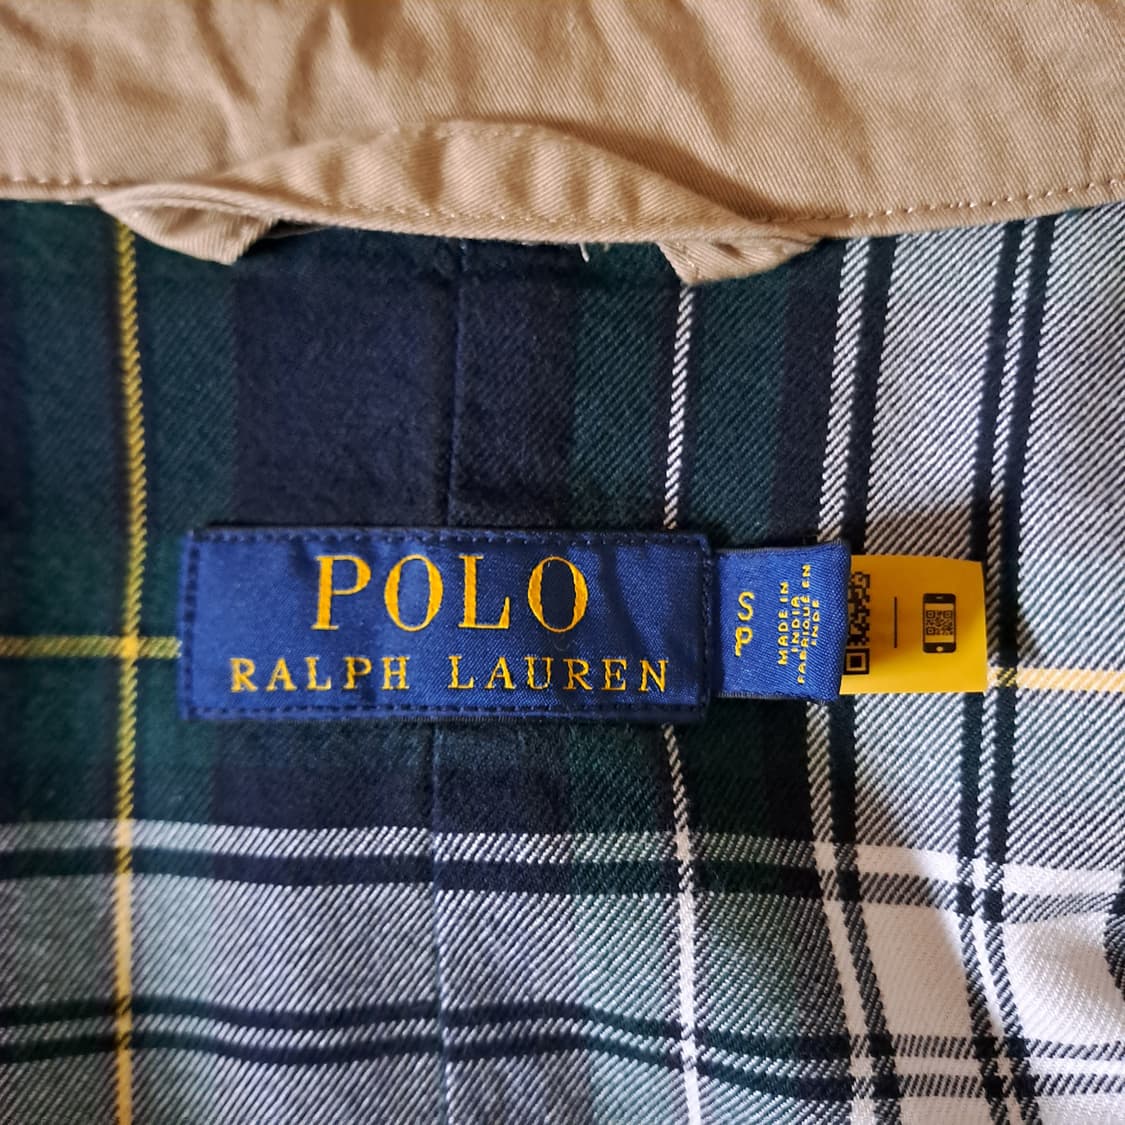 POLO
RALPH LAUREN
S
P
MADE IN
INDIA
FABRIQUÉ EN
INDE